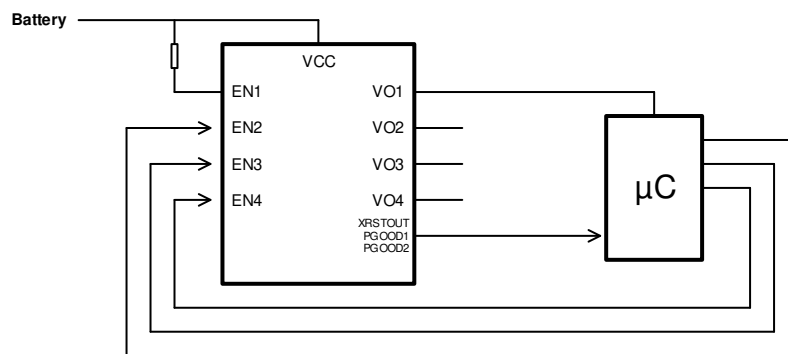 Battery
VCC
EN1 VO1
EN2 VO2
EN3 VO3
EN4 VO4
XRSTOUT
PGOOD1
PGOOD2
µC